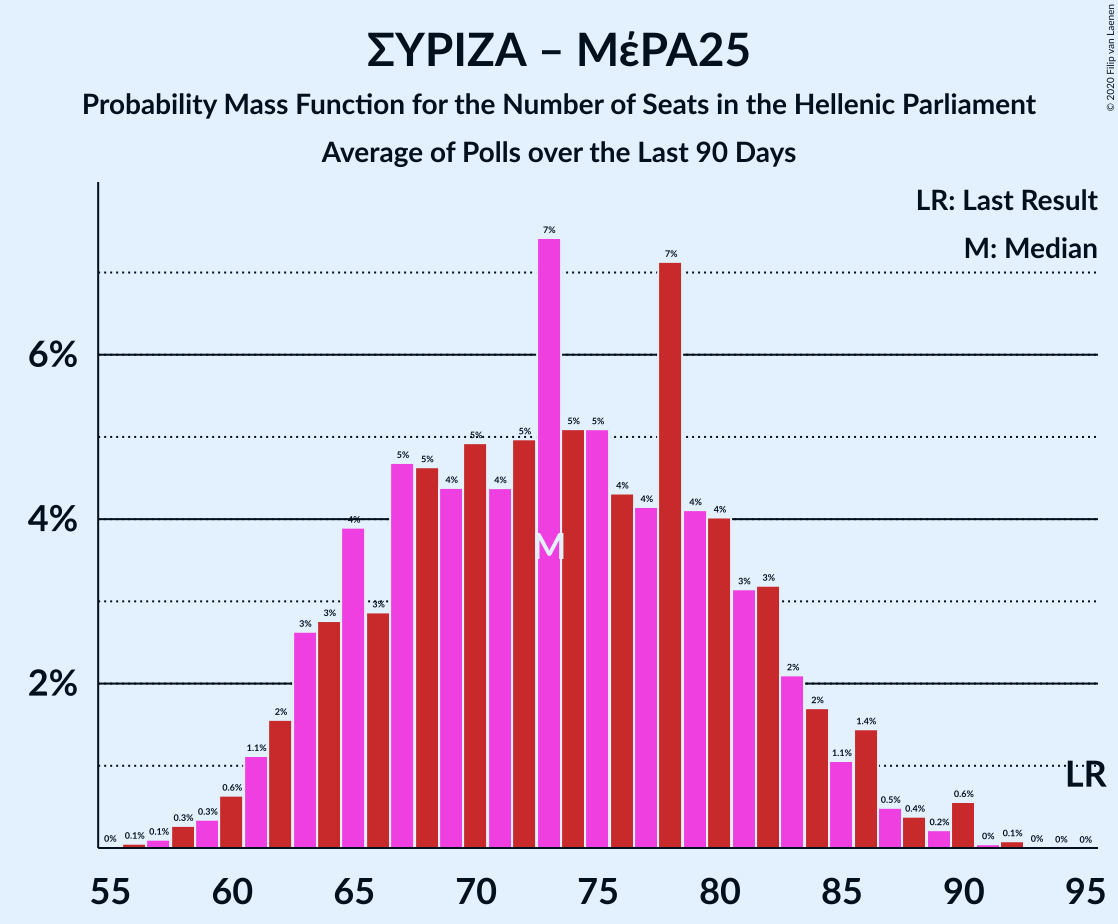 ΣΥΡΙΖΑ – ΜέΡΑ25
Probability Mass Function for the Number of Seats in the Hellenic Parliament
Average of Polls over the Last 90 Days
© 2020 Filip van Laenen
LR: Last Result
M: Median
6%
4%
2%
0% 0.1% 0.1% 0.3% 0.3% 0.6% 1.1% 2% 3% 3% 4% 3% 5% 5% 4% 5% 4% 5% 7% 5% 5% 4% 4% 7% 4% 4% 3% 3% 2% 2% 1.1% 1.4% 0.5% 0.4% 0.2% 0.6% 0% 0.1% 0% 0% 0%
M
LR
55 60 65 70 75 80 85 90 95